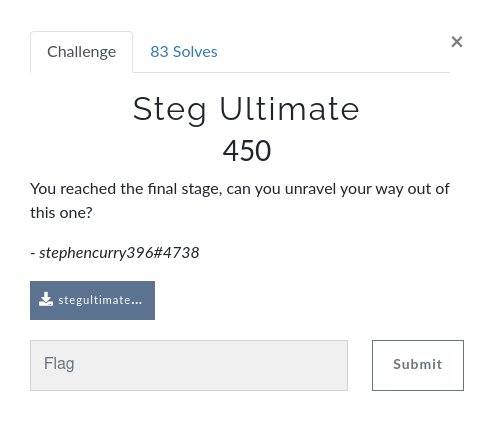 Challenge
83 Solves
×
Steg Ultimate
450
You reached the final stage, can you unravel your way out of
this one?
- stephencurry396#4738
stegultimate...
Flag
Submit